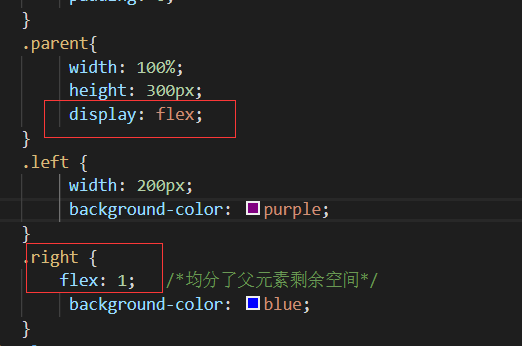 }
.parent{
width: 100%;
height: 300px;
display: flex;
}
.left {
width: 200px;
background-color: purple;
}
.right {
flex: 1; /*均分了父元素剩余空间*/
background-color: blue;
}